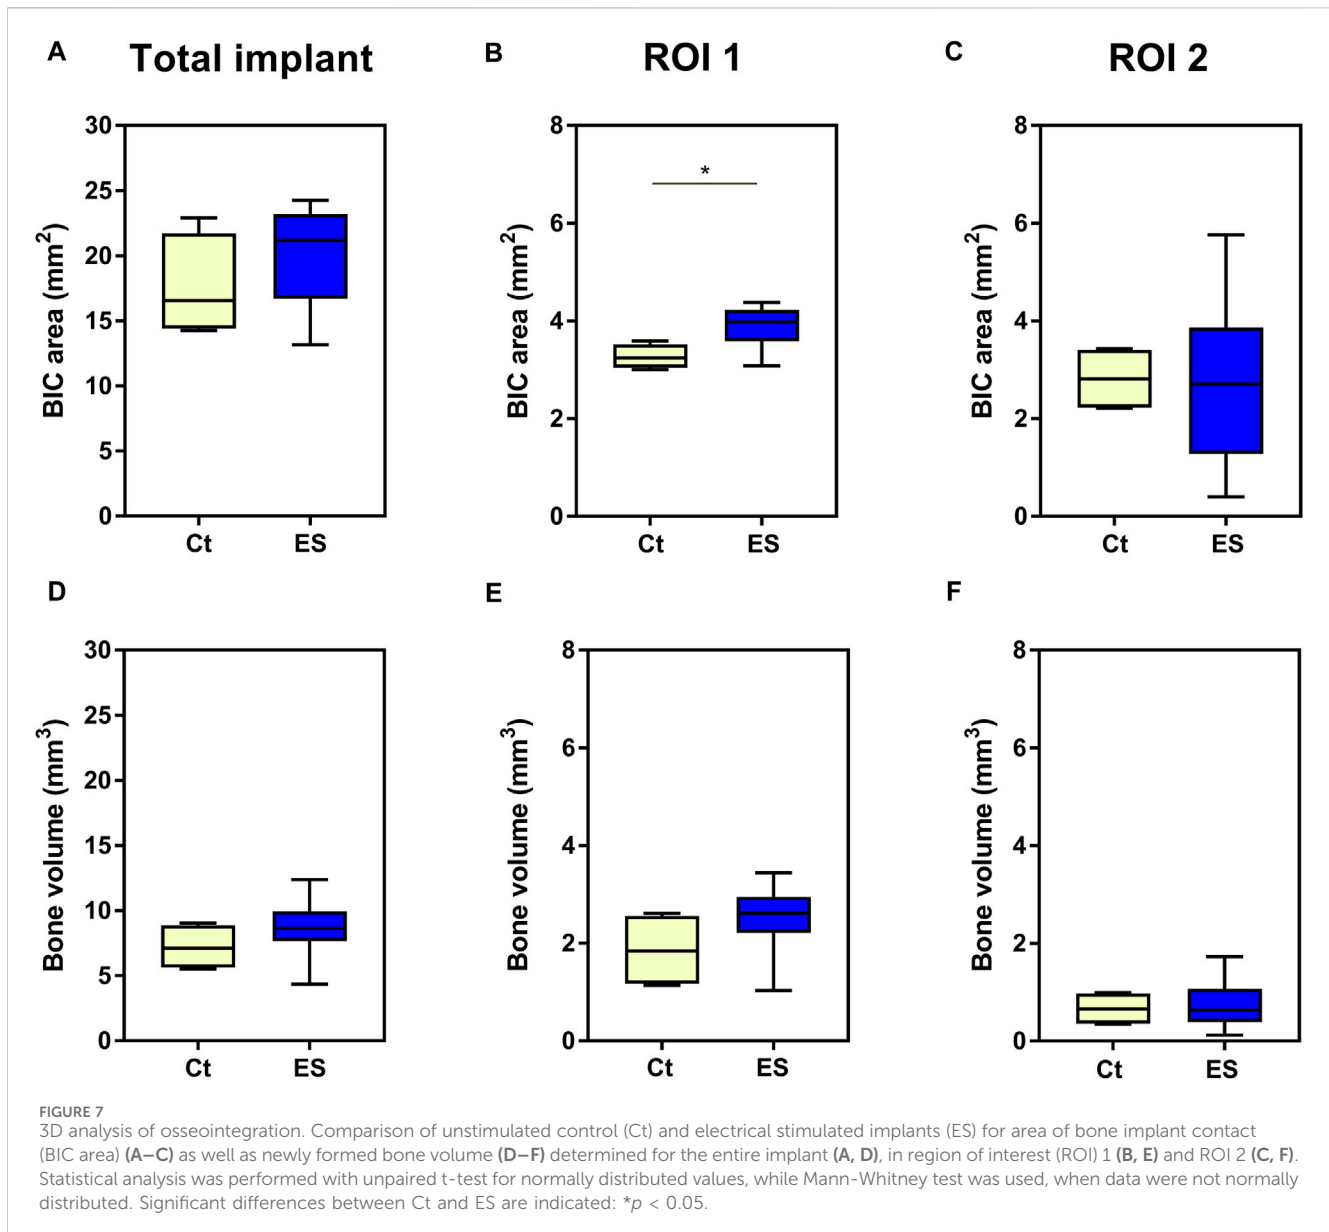 A Total implant
B ROI 1
C ROI 2
BIC area (mm²)
30
25
20
15
10
5
0
Ct ES
BIC area (mm²)
8
6
4
2
0
*
Ct ES
BIC area (mm²)
8
6
4
2
0
Ct ES
D
E
F
Bone volume (mm³)
30
25
20
15
10
5
0
Ct ES
Bone volume (mm³)
8
6
4
2
0
Ct ES
Bone volume (mm³)
8
6
4
2
0
Ct ES
FIGURE 7
3D analysis of osseointegration. Comparison of unstimulated control (Ct) and electrical stimulated implants (ES) for area of bone implant contact
(BIC area) (A–C) as well as newly formed bone volume (D–F) determined for the entire implant (A, D), in region of interest (ROI) 1 (B, E) and ROI 2 (C, F).
Statistical analysis was performed with unpaired t-test for normally distributed values, while Mann-Whitney test was used, when data were not normally
distributed. Significant differences between Ct and ES are indicated: *p < 0.05.